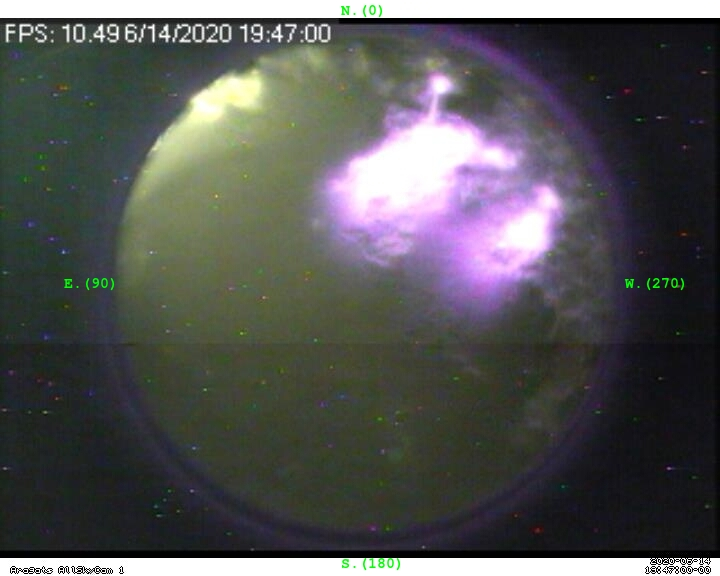 N.(0)
FPS: 10.49 6/14/2020 19:47:00
E.(90)
W.(270)
S.(180)
Aragats AllSkyCam 1
2020-06-14
19:47:00-00